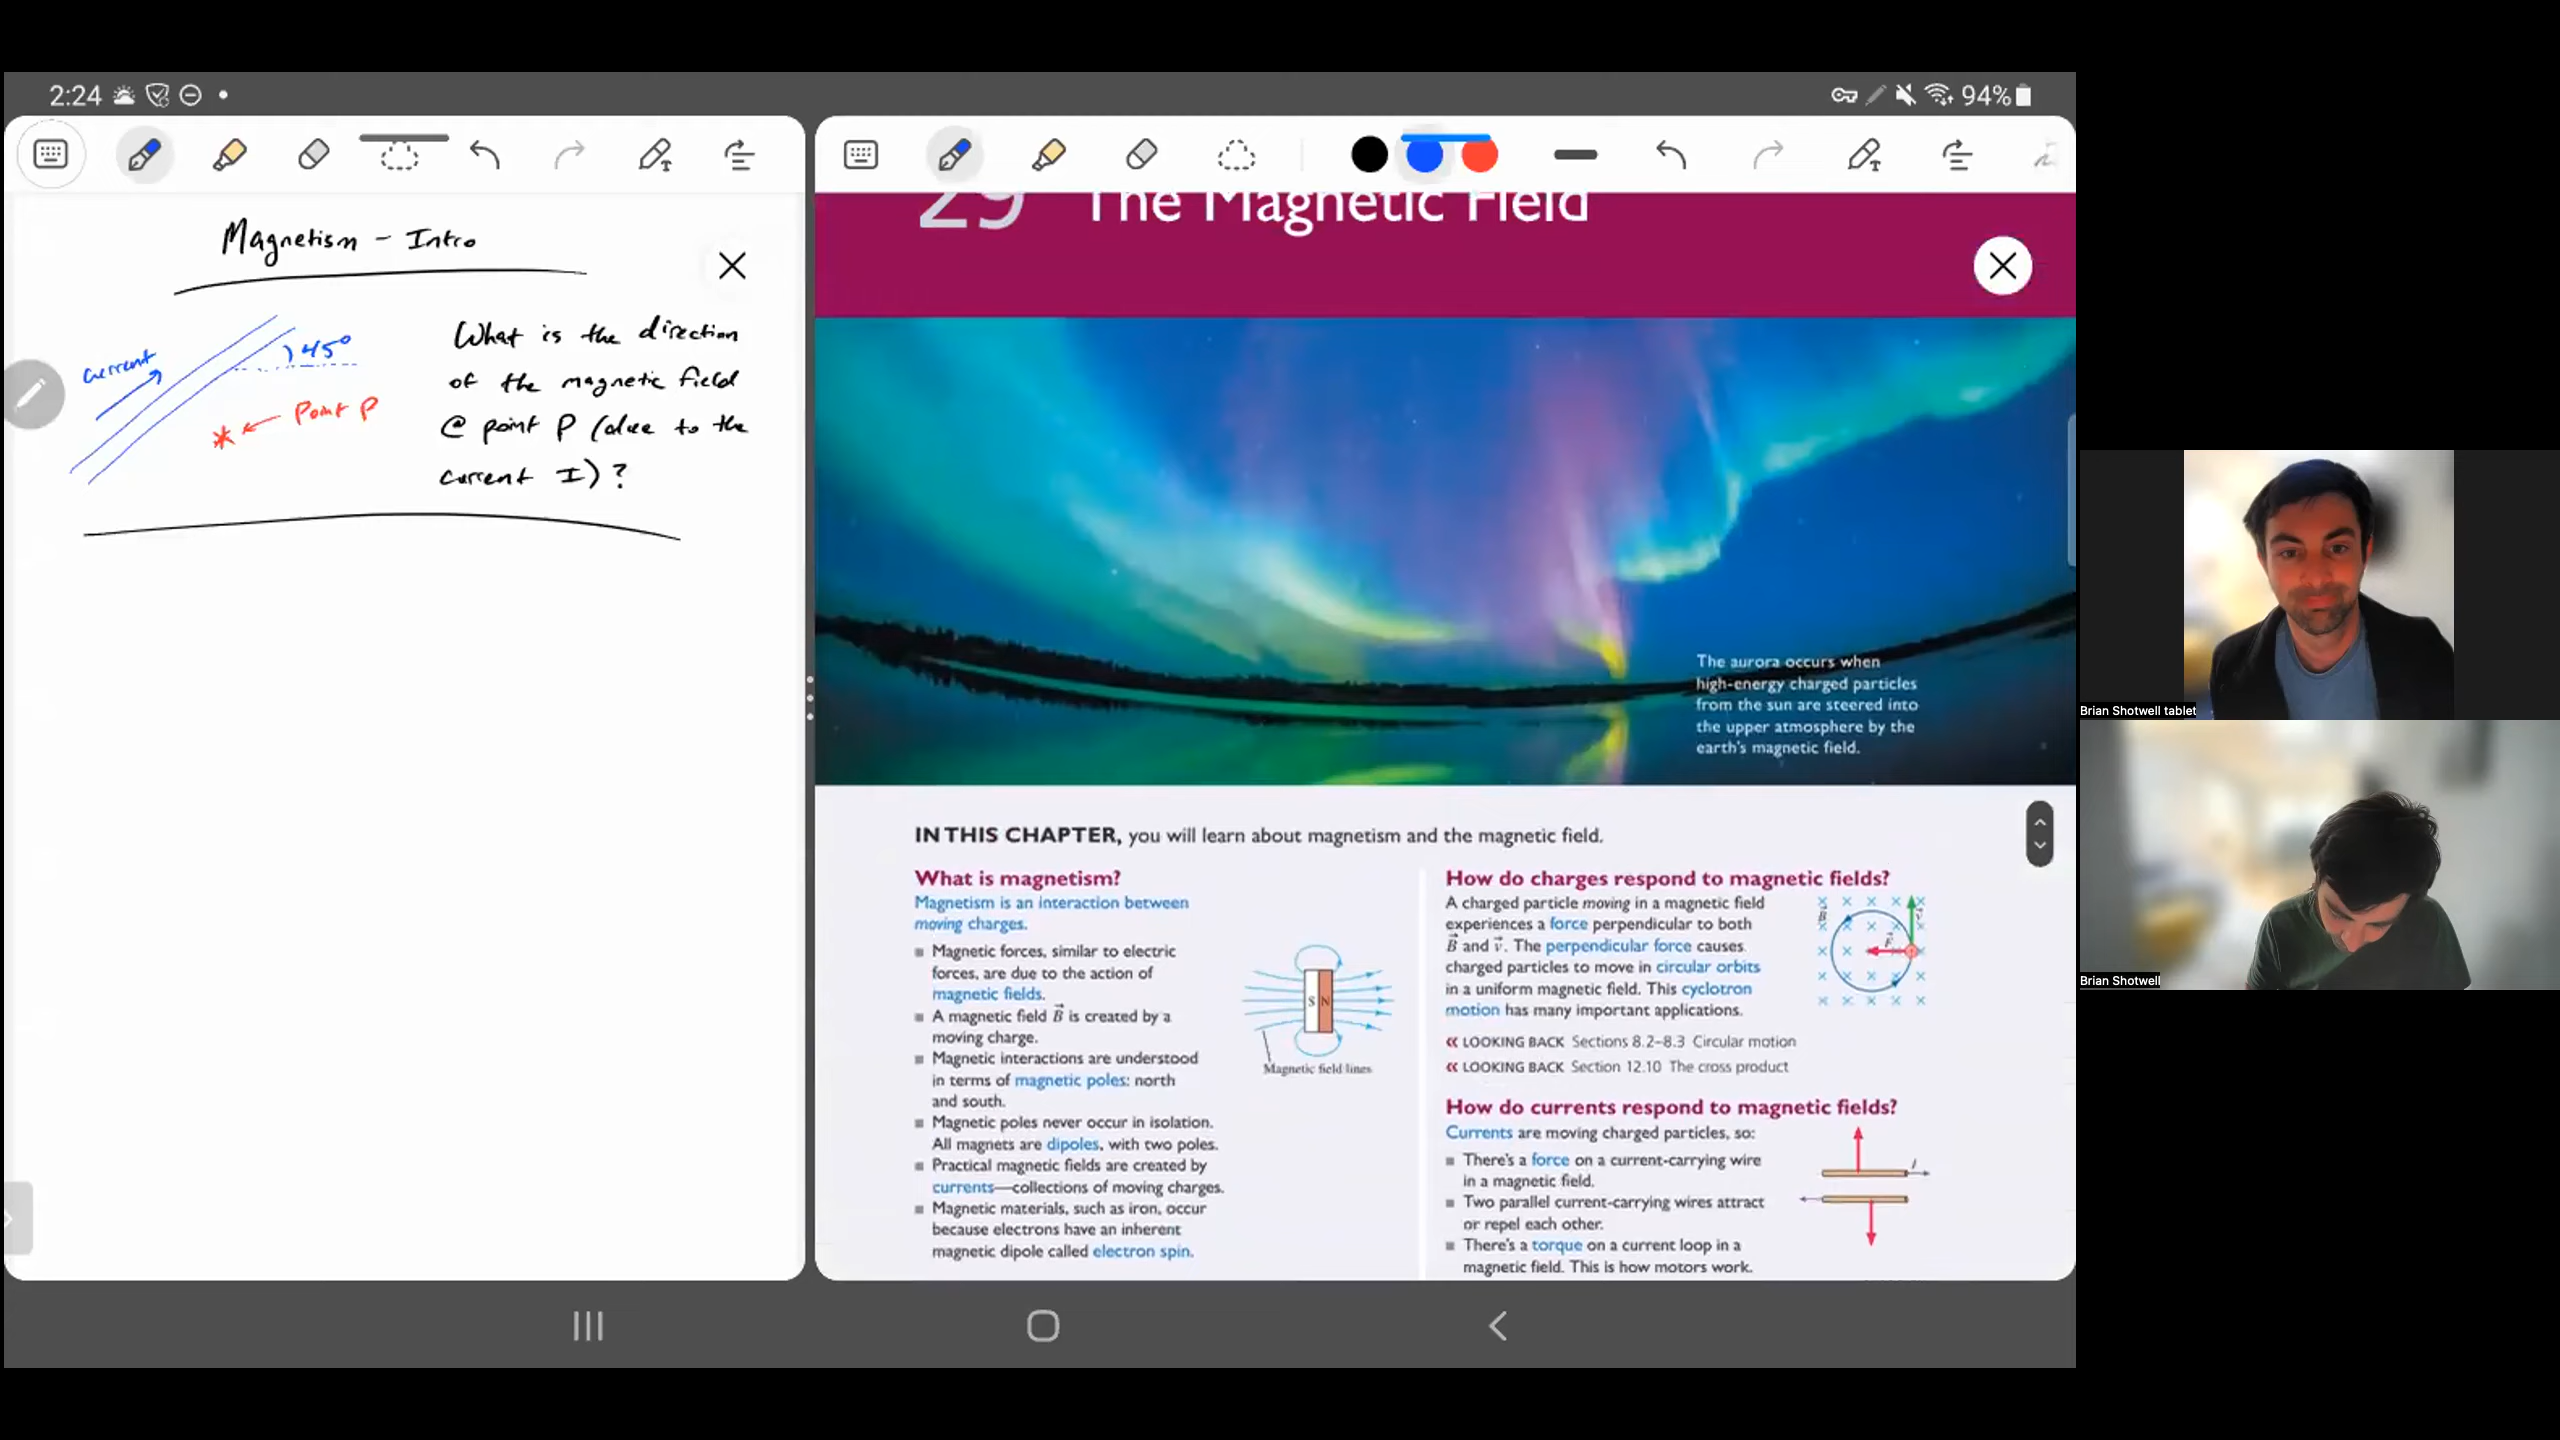 2:24
94%
Magnetism - Intro
Current
45°
Point P
What is the direction
of the magnetic field
@ point P (due to the
current I)?
29 The Magnetic Field
The aurora occurs when
high-energy charged particles
from the sun are steered into
the upper atmosphere by the
earth's magnetic field.
IN THIS CHAPTER, you will learn about magnetism and the magnetic field.
What is magnetism?
Magnetism is an interaction between
moving charges.
■ Magnetic forces, similar to electric
forces, are due to the action of
magnetic fields.
■ A magnetic field B⃗ is created by a
moving charge.
■ Magnetic interactions are understood
in terms of magnetic poles: north
and south.
■ Magnetic poles never occur in isolation.
All magnets are dipoles, with two poles.
■ Practical magnetic fields are created by
currents—collections of moving charges.
■ Magnetic materials, such as iron, occur
because electrons have an inherent
magnetic dipole called electron spin.
S N
Magnetic field lines
How do charges respond to magnetic fields?
A charged particle moving in a magnetic field
experiences a force perpendicular to both
B⃗ and v⃗. The perpendicular force causes
charged particles to move in circular orbits
in a uniform magnetic field. This cyclotron
motion has many important applications.
B⃗
v⃗
F⃗
« LOOKING BACK Sections 8.2–8.3 Circular motion
« LOOKING BACK Section 12.10 The cross product
How do currents respond to magnetic fields?
Currents are moving charged particles, so:
■ There's a force on a current-carrying wire
in a magnetic field.
■ Two parallel current-carrying wires attract
or repel each other.
■ There's a torque on a current loop in a
magnetic field. This is how motors work.
I
Brian Shotwell tablet
Brian Shotwell